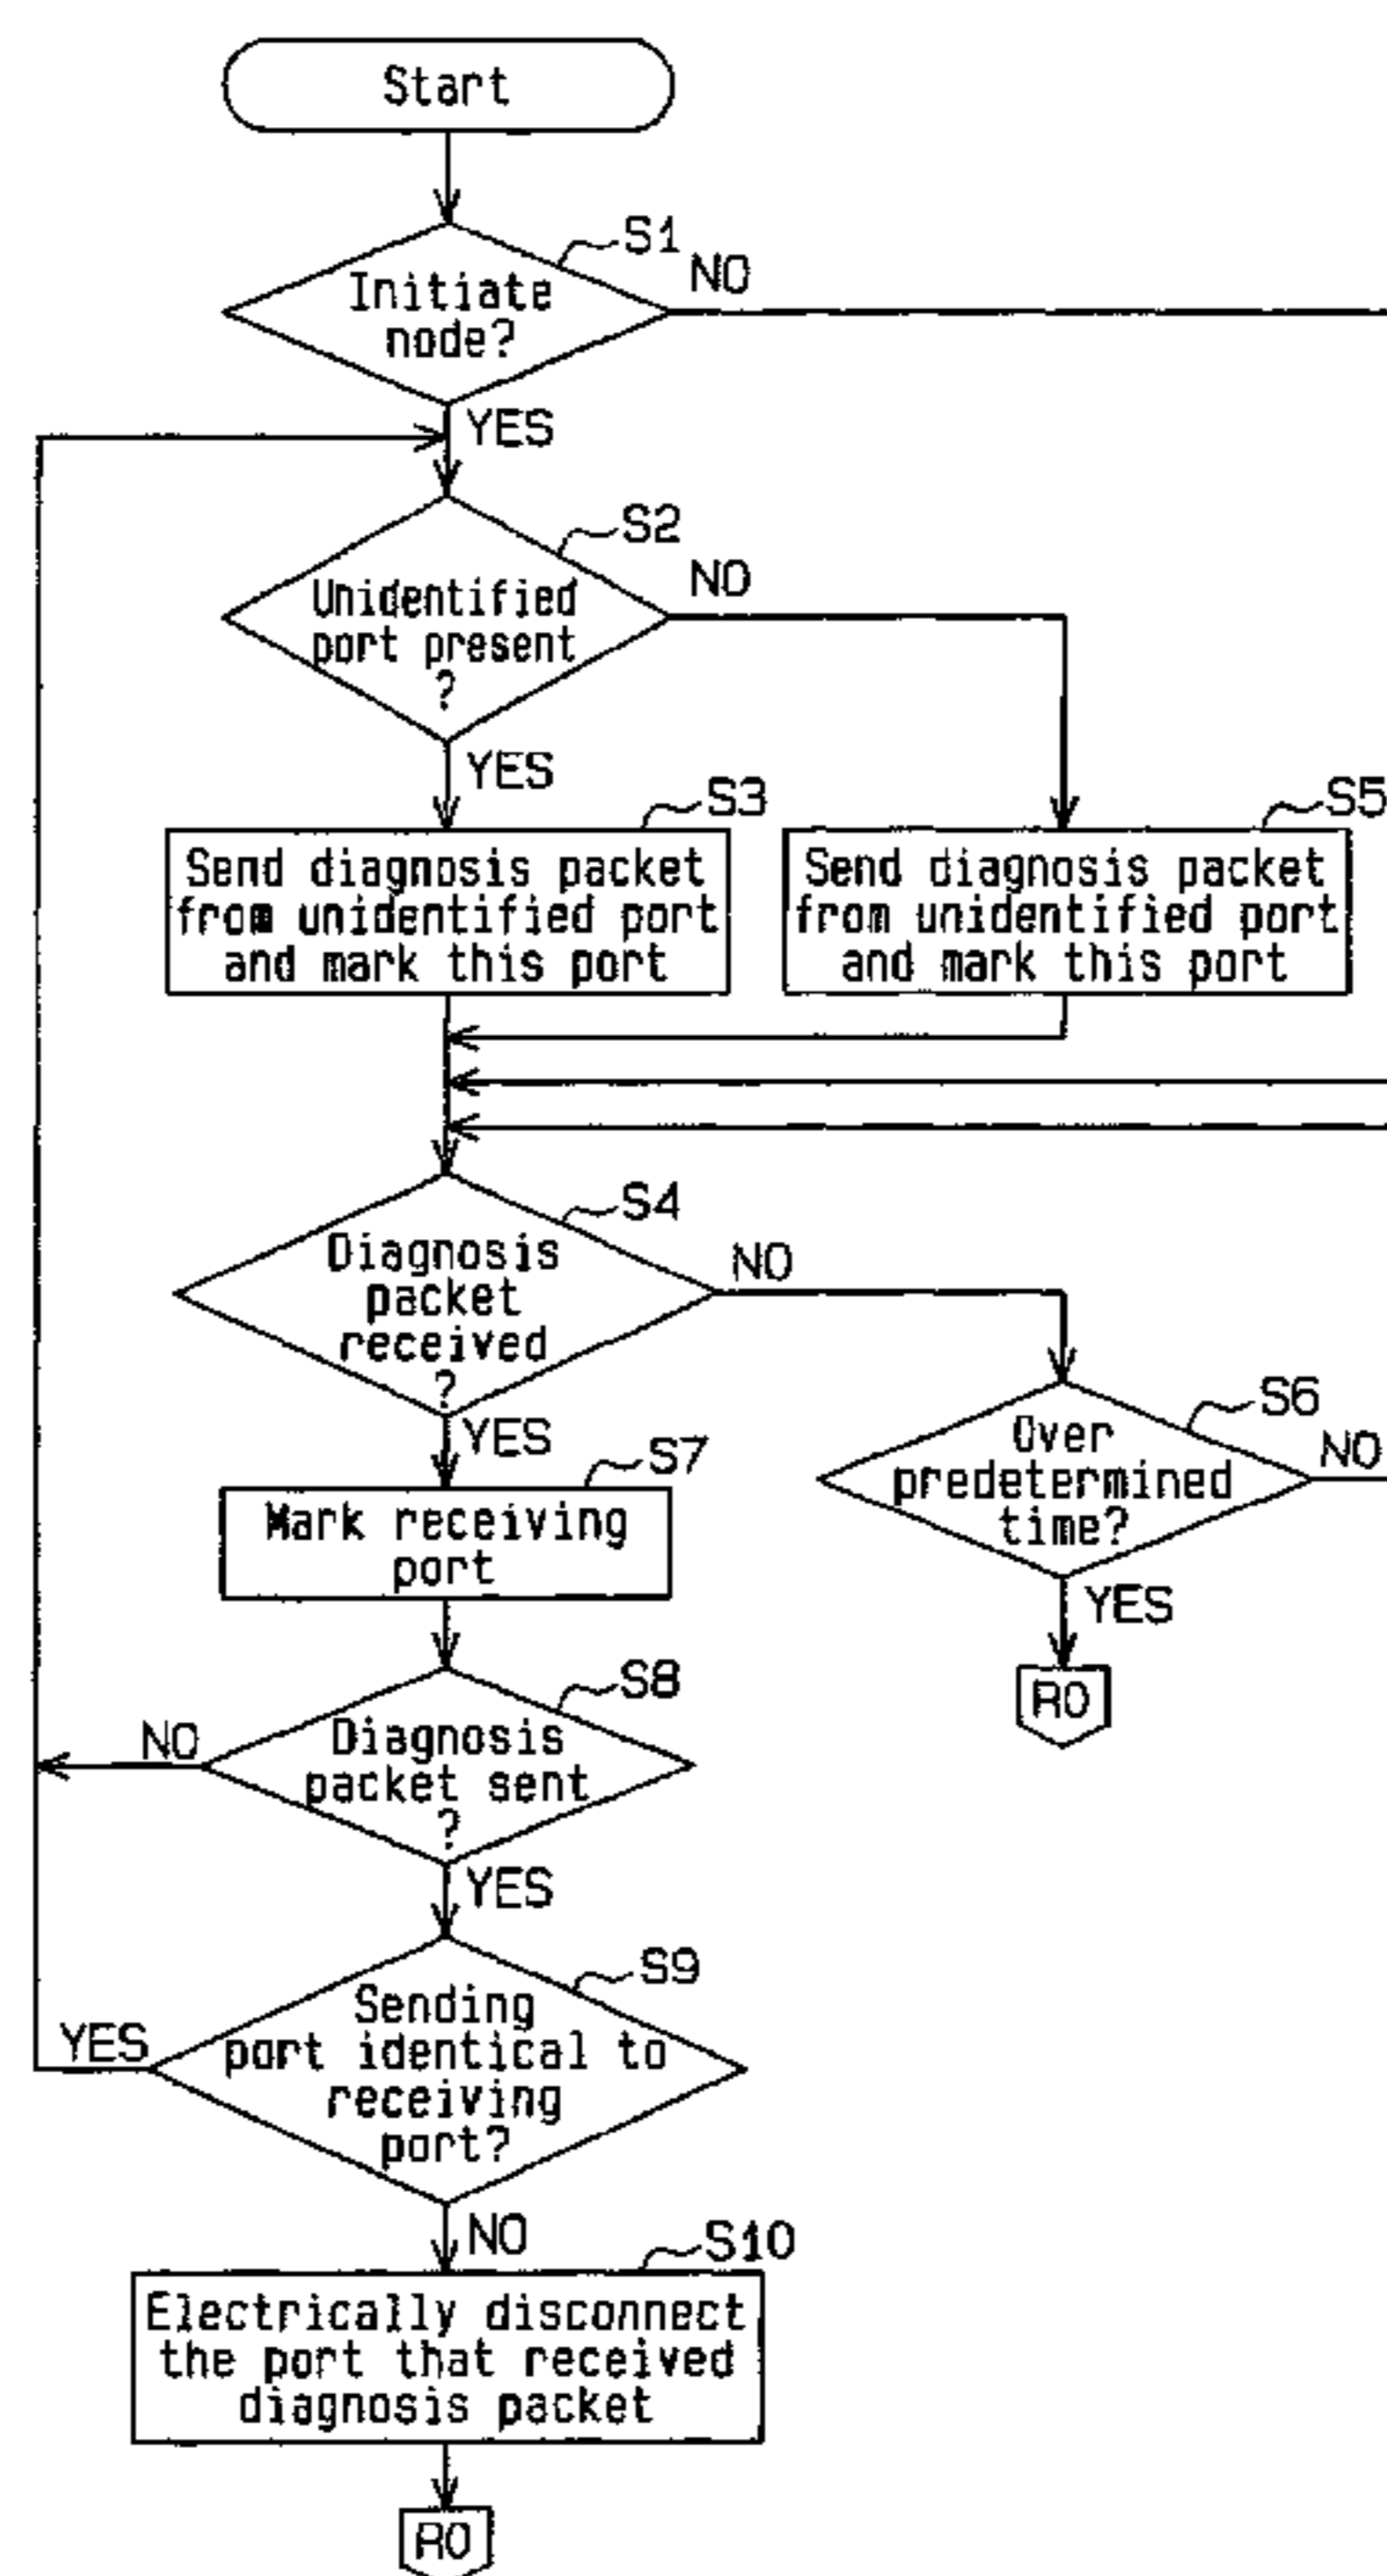 Start
S1
Initiate
node?
NO
YES
S2
Unidentified
port present
?
NO
YES
S3
Send diagnosis packet
from unidentified port
and mark this port
S5
Send diagnosis packet
from unidentified port
and mark this port
S4
Diagnosis
packet
received
?
NO
YES
S6
Over
predetermined
time?
NO
YES
R0
S7
Mark receiving
port
S8
Diagnosis
packet sent
?
NO
YES
S9
Sending
port identical to
receiving
port?
YES
NO
S10
Electrically disconnect
the port that received
diagnosis packet
R0